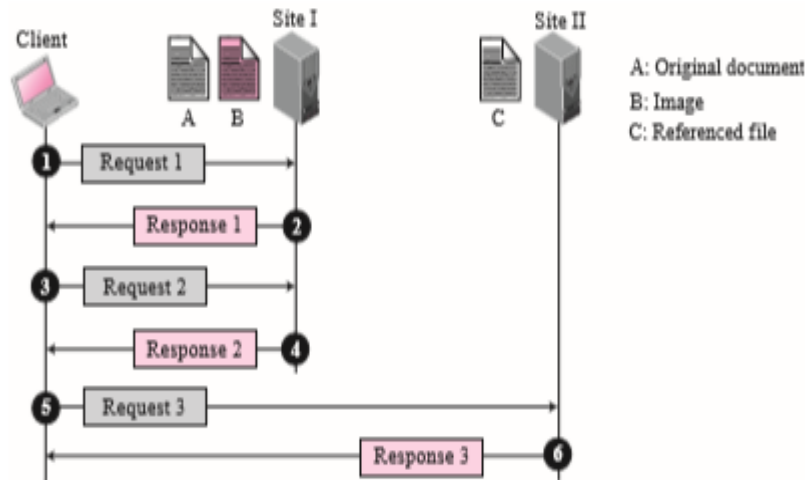 Client
Site I
Site II
A
B
C
A: Original document
B: Image
C: Referenced file
1
Request 1
Response 1
2
3
Request 2
Response 2
4
5
Request 3
Response 3
6